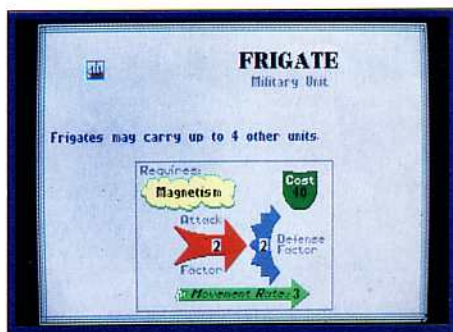 FRIGATE
Military Unit
Frigates may carry up to 4 other units.
Requires:
Magnetism
Cost
40
Attack
2
Factor
2
Defense
Factor
Movement Rate: 3